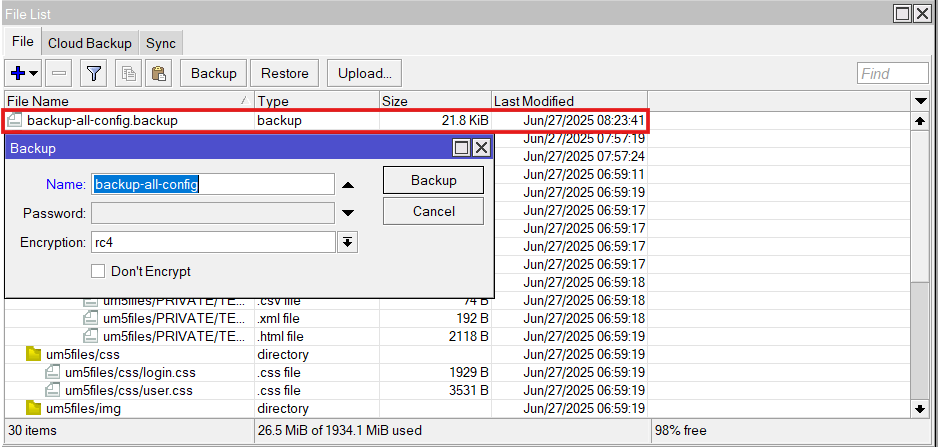 File List
File Cloud Backup Sync
Backup Restore Upload... Find
File Name Type Size Last Modified
backup-all-config.backup backup 21.8 KiB Jun/27/2025 08:23:41
Backup
Jun/27/2025 07:57:19
Jun/27/2025 07:57:24
Name: backup-all-config Backup
Jun/27/2025 06:59:11
Jun/27/2025 06:59:19
Password: Cancel
Jun/27/2025 06:59:17
Jun/27/2025 06:59:17
Encryption: rc4
Jun/27/2025 06:59:17
Jun/27/2025 06:59:17
Don't Encrypt
Jun/27/2025 06:59:18
um5files/PRIVATE/TE... .csv file 74 B Jun/27/2025 06:59:18
um5files/PRIVATE/TE... .xml file 192 B Jun/27/2025 06:59:18
um5files/PRIVATE/TE... .html file 2118 B Jun/27/2025 06:59:19
um5files/css directory Jun/27/2025 06:59:19
um5files/css/login.css .css file 1929 B Jun/27/2025 06:59:19
um5files/css/user.css .css file 3531 B Jun/27/2025 06:59:19
um5files/img directory Jun/27/2025 06:59:19
30 items 26.5 MiB of 1934.1 MiB used 98% free